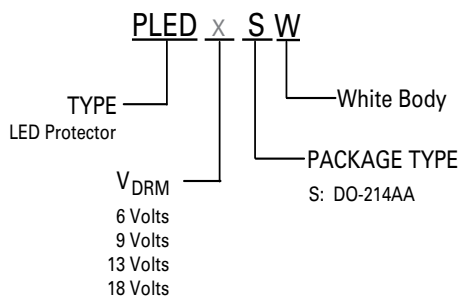 PLED x S W
White Body
TYPE
LED Protector
PACKAGE TYPE
S: DO-214AA
VDRM
6 Volts
9 Volts
13 Volts
18 Volts